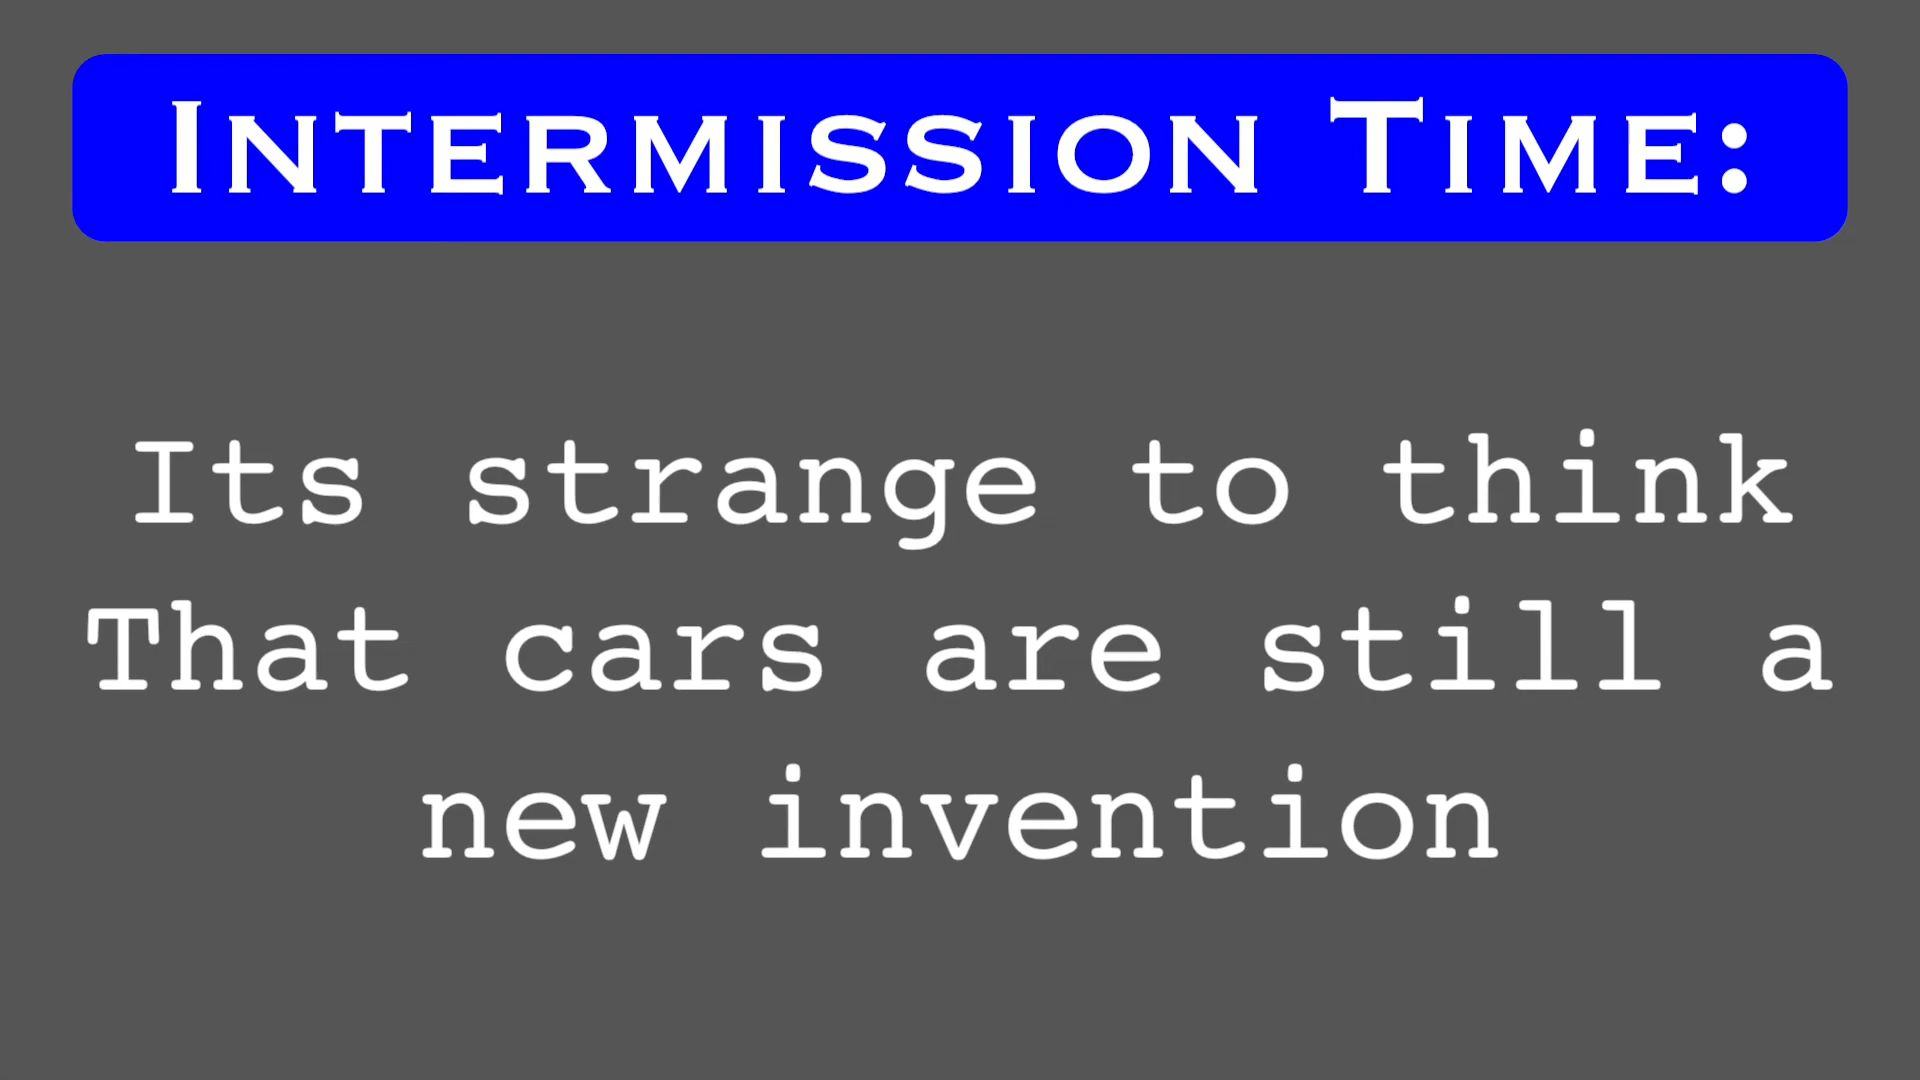 Intermission Time:
Its strange to think
That cars are still a
new invention